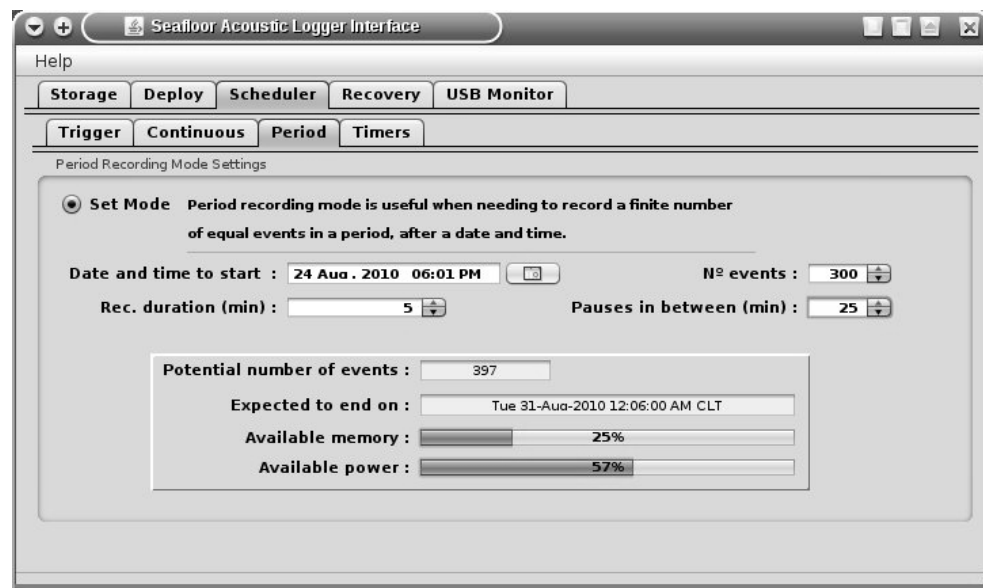 Seafloor Acoustic Logger Interface
Help
Storage Deploy Scheduler Recovery USB Monitor
Trigger Continuous Period Timers
Period Recording Mode Settings
Set Mode Period recording mode is useful when needing to record a finite number
of equal events in a period, after a date and time.
Date and time to start : 24 Aug . 2010 06:01 PM Nº events : 300
Rec. duration (min) : 5 Pauses in between (min) : 25
Potential number of events : 397
Expected to end on : Tue 31-Aug-2010 12:06:00 AM CLT
Available memory : 25%
Available power : 57%